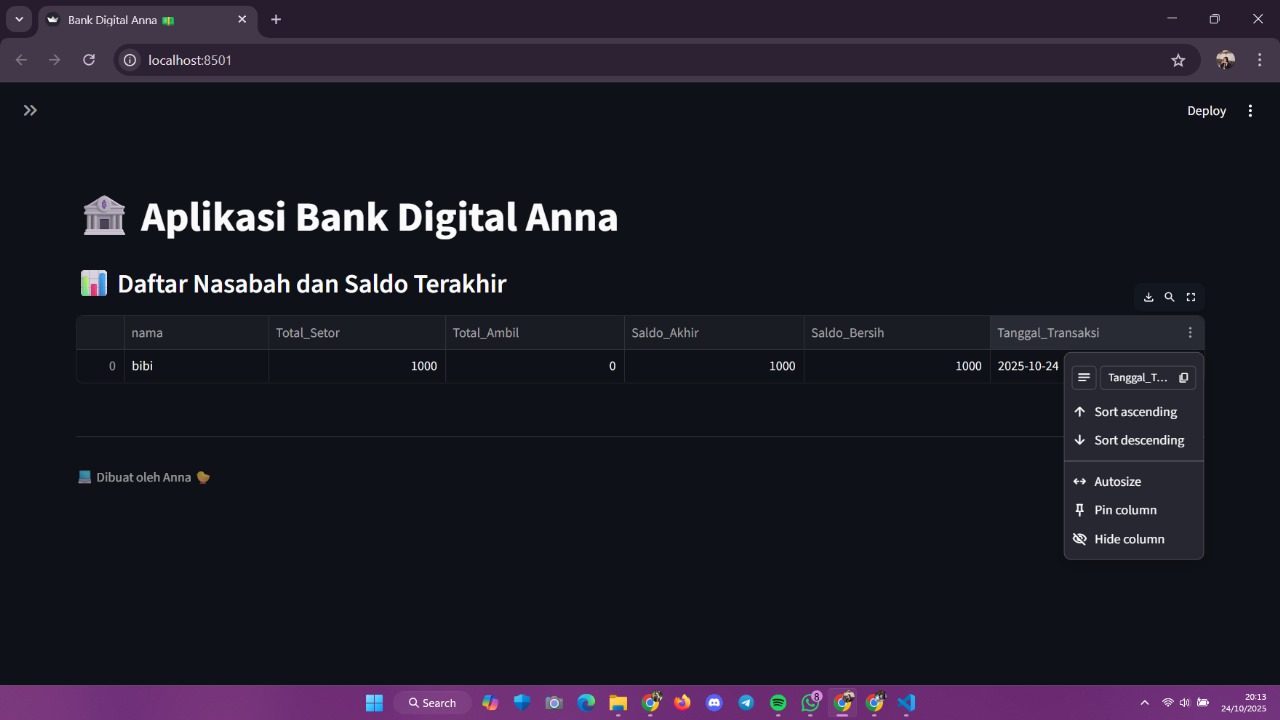 Bank Digital Anna
localhost:8501
Deploy
Aplikasi Bank Digital Anna
Daftar Nasabah dan Saldo Terakhir
nama Total_Setor Total_Ambil Saldo_Akhir Saldo_Bersih Tanggal_Transaksi
0 bibi 1000 0 1000 1000 2025-10-24
Tanggal_T...
Sort ascending
Sort descending
Autosize
Pin column
Hide column
Dibuat oleh Anna
Search
8
20:13
24/10/2025